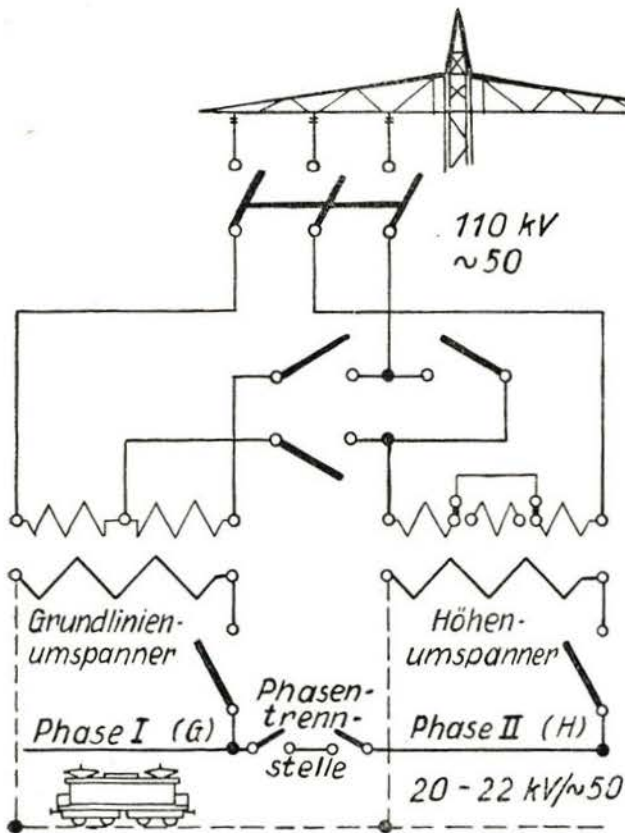 110 kV
~50
Grundlinien-
umspanner
Höhen-
umspanner
Phasen-
trenn-
stelle
Phase I (G)
Phase II (H)
20 - 22 kV/~50